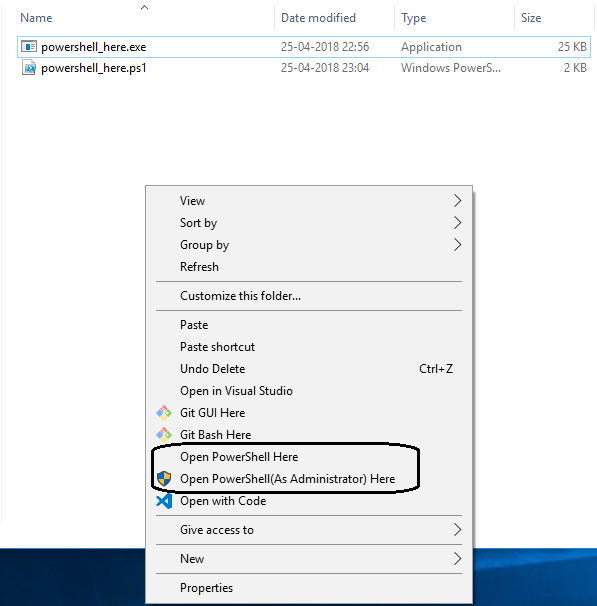 Name Date modified Type Size
powershell_here.exe 25-04-2018 22:56 Application 25 KB
powershell_here.ps1 25-04-2018 23:04 Windows PowerS... 2 KB
View
Sort by
Group by
Refresh
Customize this folder...
Paste
Paste shortcut
Undo Delete Ctrl+Z
Open in Visual Studio
Git GUI Here
Git Bash Here
Open PowerShell Here
Open PowerShell(As Administrator) Here
Open with Code
Give access to
New
Properties